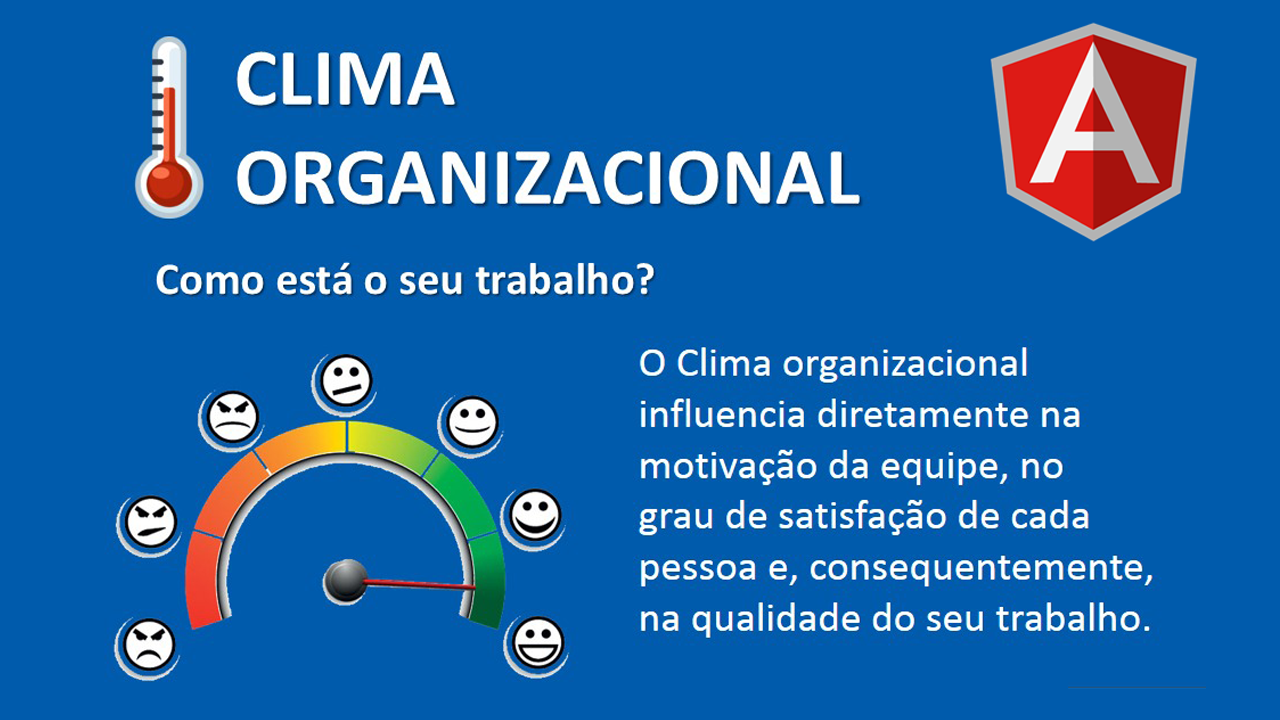 CLIMA
ORGANIZACIONAL
A
Como está o seu trabalho?
O Clima organizacional
influencia diretamente na
motivação da equipe, no
grau de satisfação de cada
pessoa e, consequentemente,
na qualidade do seu trabalho.